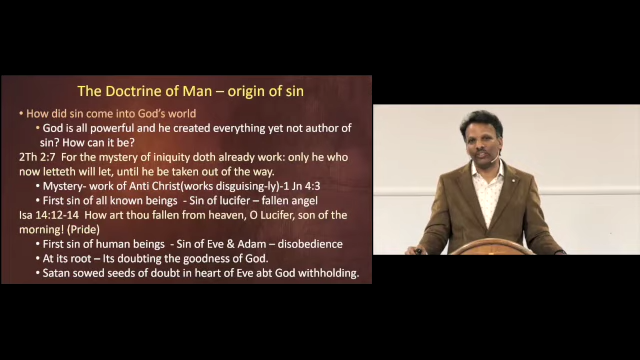 The Doctrine of Man – origin of sin
• How did sin come into God's world
• God is all powerful and he created everything yet not author of
sin? How can it be?
2Th 2:7 For the mystery of iniquity doth already work: only he who
now letteth will let, until he be taken out of the way.
• Mystery- work of Anti Christ(works disguising-ly)-1 Jn 4:3
• First sin of all known beings - Sin of lucifer – fallen angel
Isa 14:12-14 How art thou fallen from heaven, O Lucifer, son of the
morning! (Pride)
• First sin of human beings - Sin of Eve & Adam – disobedience
• At its root – Its doubting the goodness of God.
• Satan sowed seeds of doubt in heart of Eve abt God withholding.